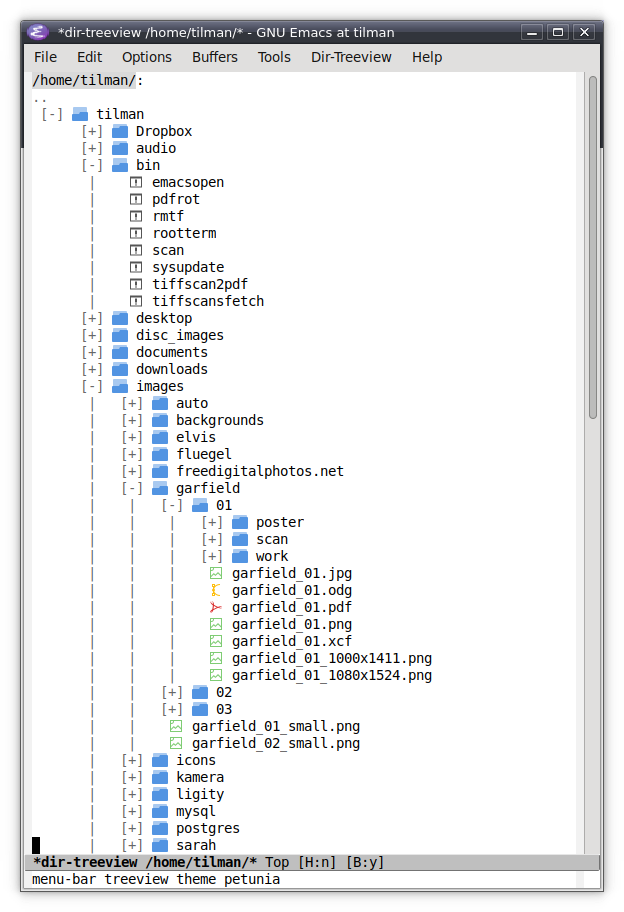 *dir-treeview /home/tilman/* - GNU Emacs at tilman
File Edit Options Buffers Tools Dir-Treeview Help
/home/tilman/:
..
[-] tilman
[+] Dropbox
[+] audio
[-] bin
| emacsopen
| pdfrot
| rmtf
| rootterm
| scan
| sysupdate
| tiffscan2pdf
| tiffscansfetch
[+] desktop
[+] disc_images
[+] documents
[+] downloads
[-] images
| [+] auto
| [+] backgrounds
| [+] elvis
| [+] fluegel
| [+] freedigitalphotos.net
| [-] garfield
| | [-] 01
| | | [+] poster
| | | [+] scan
| | | [+] work
| | | garfield_01.jpg
| | | garfield_01.odg
| | | garfield_01.pdf
| | | garfield_01.png
| | | garfield_01.xcf
| | | garfield_01_1000x1411.png
| | | garfield_01_1080x1524.png
| | [+] 02
| | [+] 03
| | garfield_01_small.png
| | garfield_02_small.png
| [+] icons
| [+] kamera
| [+] ligity
| [+] mysql
| [+] postgres
| [+] sarah
*dir-treeview /home/tilman/* Top [H:n] [B:y]
menu-bar treeview theme petunia